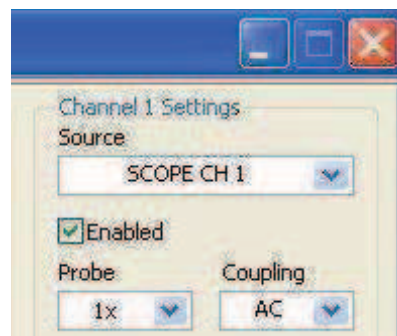 Channel 1 Settings
Source
SCOPE CH 1
Enabled
Probe Coupling
1x AC